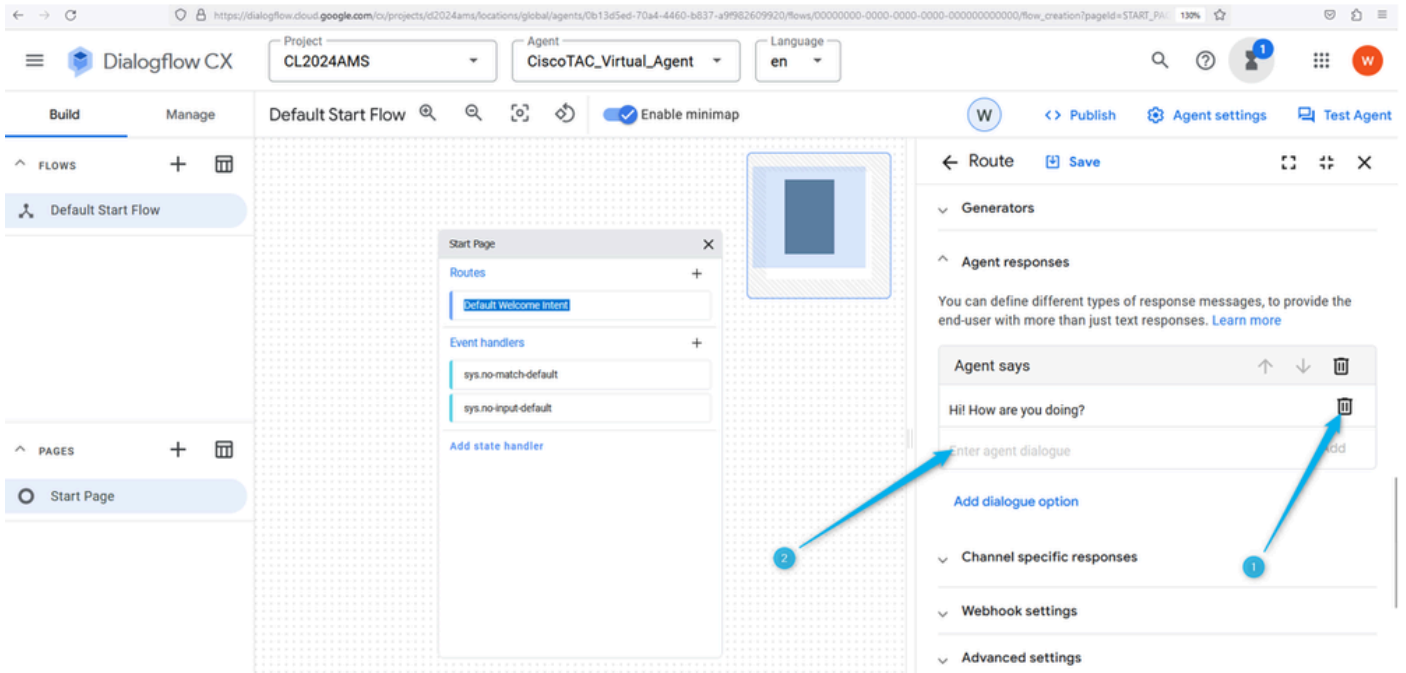 https://dialogflow.cloud.google.com/cx/projects/cl2024ams/locations/global/agents/0b13d5ed-70a4-4460-b837-a9f982609920/flows/00000000-0000-0000-0000-000000000000/flow_creation?pageId=START_PA 130%
Dialogflow CX
Project
CL2024AMS
Agent
CiscoTAC_Virtual_Agent
Language
en
1
W
Build
Manage
Default Start Flow
Enable minimap
W
Publish
Agent settings
Test Agent
FLOWS
Default Start Flow
PAGES
Start Page
Start Page
Routes
Default Welcome Intent
Event handlers
sys.no-match-default
sys.no-input-default
Add state handler
Route
Save
Generators
Agent responses
You can define different types of response messages, to provide the
end-user with more than just text responses. Learn more
Agent says
Hi! How are you doing?
Enter agent dialogue
Add
Add dialogue option
2
1
Channel specific responses
Webhook settings
Advanced settings